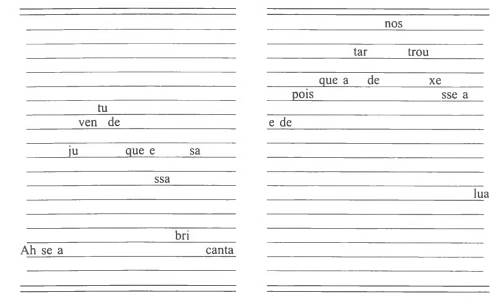 tu
ven de
ju que e sa
ssa
bri
Ah se a canta
nos
tar trou
que a de xe
pois sse a
e de
lua